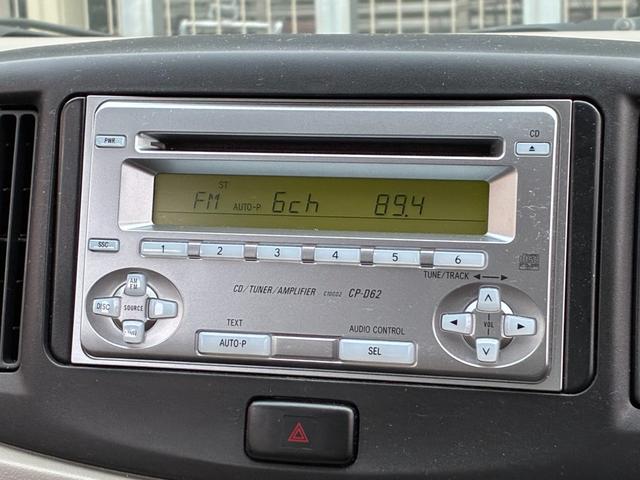 PWR
CD
ST
FM AUTO-P 6ch 89.4
SSC
1 2 3 4 5 6
TUNE/TRACK
CD/TUNER/AMPLIFIER C10002 CP-D62
AM
FM
DISC SOURCE
VOL
TEXT
AUTO-P
AUDIO CONTROL
SEL